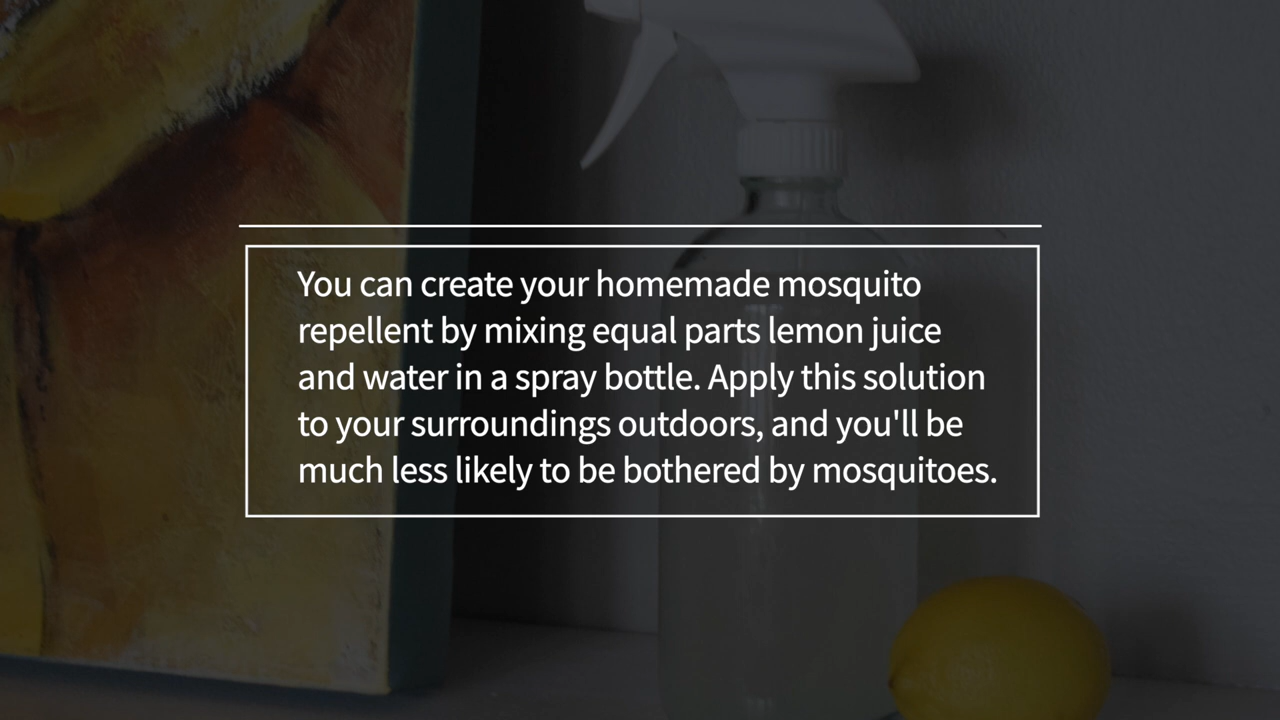 You can create your homemade mosquito
repellent by mixing equal parts lemon juice
and water in a spray bottle. Apply this solution
to your surroundings outdoors, and you'll be
much less likely to be bothered by mosquitoes.